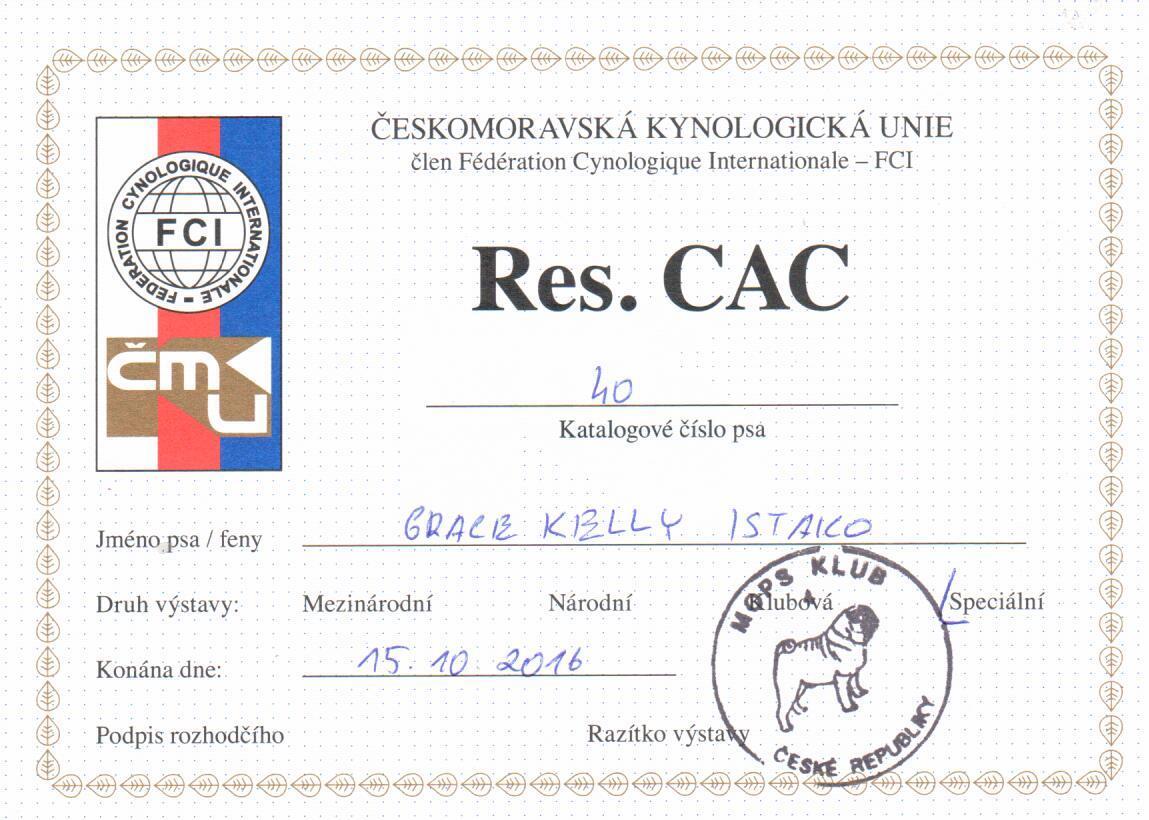 ČESKOMORAVSKÁ KYNOLOGICKÁ UNIE
člen Fédération Cynologique Internationale – FCI
FEDERATION CYNOLOGIQUE INTERNATIONALE –
FCI
ČMKU
Res. CAC
40
Katalogové číslo psa
Jméno psa / feny GRACE KELLY ISTAKO
Druh výstavy: Mezinárodní Národní Klubová Speciální
Konána dne: 15.10.2016
Podpis rozhodčího Razítko výstavy
MOPS KLUB
ČESKÉ REPUBLIKY